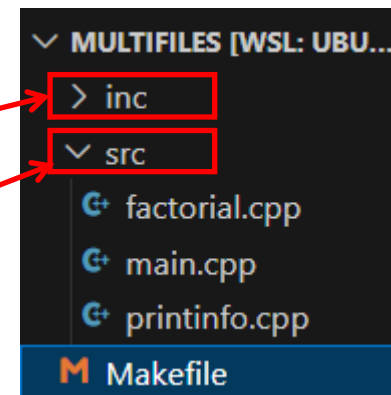 MULTIFILES [WSL: UBU...
inc
src
factorial.cpp
main.cpp
printinfo.cpp
Makefile